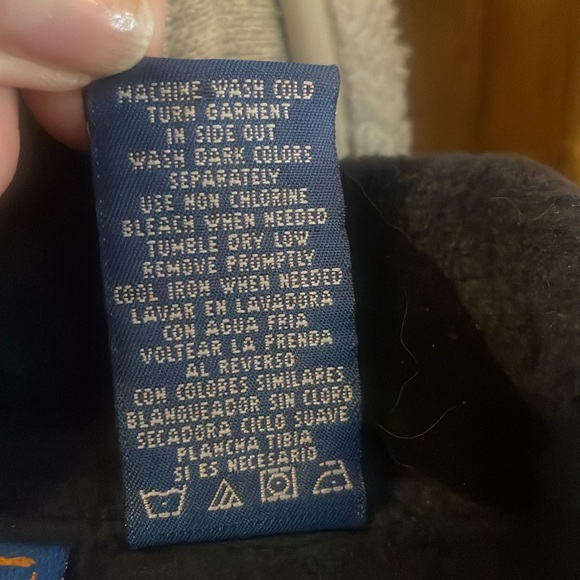 MACHINE WASH COLD
TURN GARMENT
IN SIDE OUT
WASH DARK COLORS
SEPARATELY
USE NON CHLORINE
BLEACH WHEN NEEDED
TUMBLE DRY LOW
REMOVE PROMPTLY
COOL IRON WHEN NEEDED
LAVAR EN LAVADORA
CON AGUA FRIA
VOLTEAR LA PRENDA
AL REVERSO
CON COLORES SIMILARES
BLANQUEADOR SIN CLORO
SECADORA CICLO SUAVE
PLANCHA TIBIA
SI ES NECESARIO